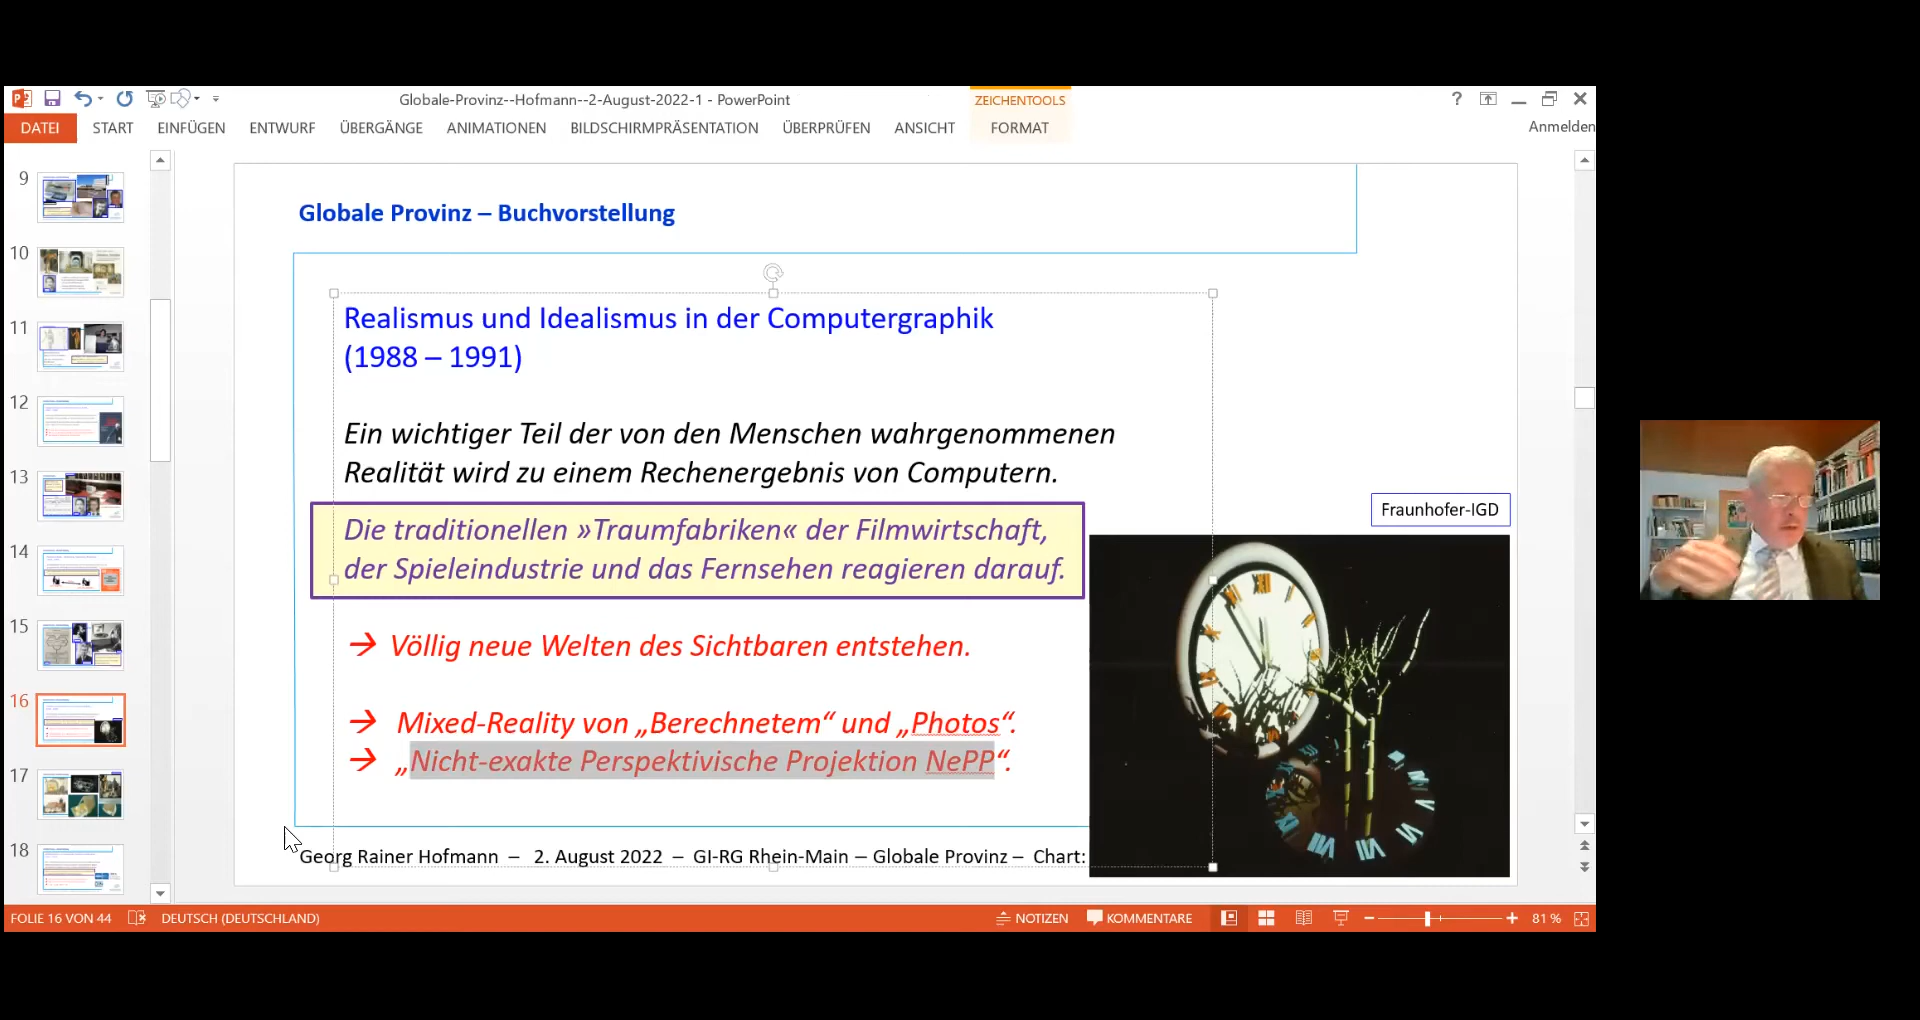 Globale-Provinz--Hofmann--2-August-2022-1 - PowerPoint
ZEICHENTOOLS
?
DATEI
START
EINFÜGEN
ENTWURF
ÜBERGÄNGE
ANIMATIONEN
BILDSCHIRMPRÄSENTATION
ÜBERPRÜFEN
ANSICHT
FORMAT
Anmelden
9
10
11
12
13
14
15
16
17
18
Globale Provinz – Buchvorstellung
Realismus und Idealismus in der Computergraphik
(1988 – 1991)
Ein wichtiger Teil der von den Menschen wahrgenommenen
Realität wird zu einem Rechenergebnis von Computern.
Die traditionellen »Traumfabriken« der Filmwirtschaft,
der Spieleindustrie und das Fernsehen reagieren darauf.
→ Völlig neue Welten des Sichtbaren entstehen.
→ Mixed-Reality von „Berechnetem“ und „Photos“.
→ „Nicht-exakte Perspektivische Projektion NePP“.
Fraunhofer-IGD
Georg Rainer Hofmann – 2. August 2022 – GI-RG Rhein-Main – Globale Provinz – Chart:
FOLIE 16 VON 44
DEUTSCH (DEUTSCHLAND)
NOTIZEN
KOMMENTARE
81 %